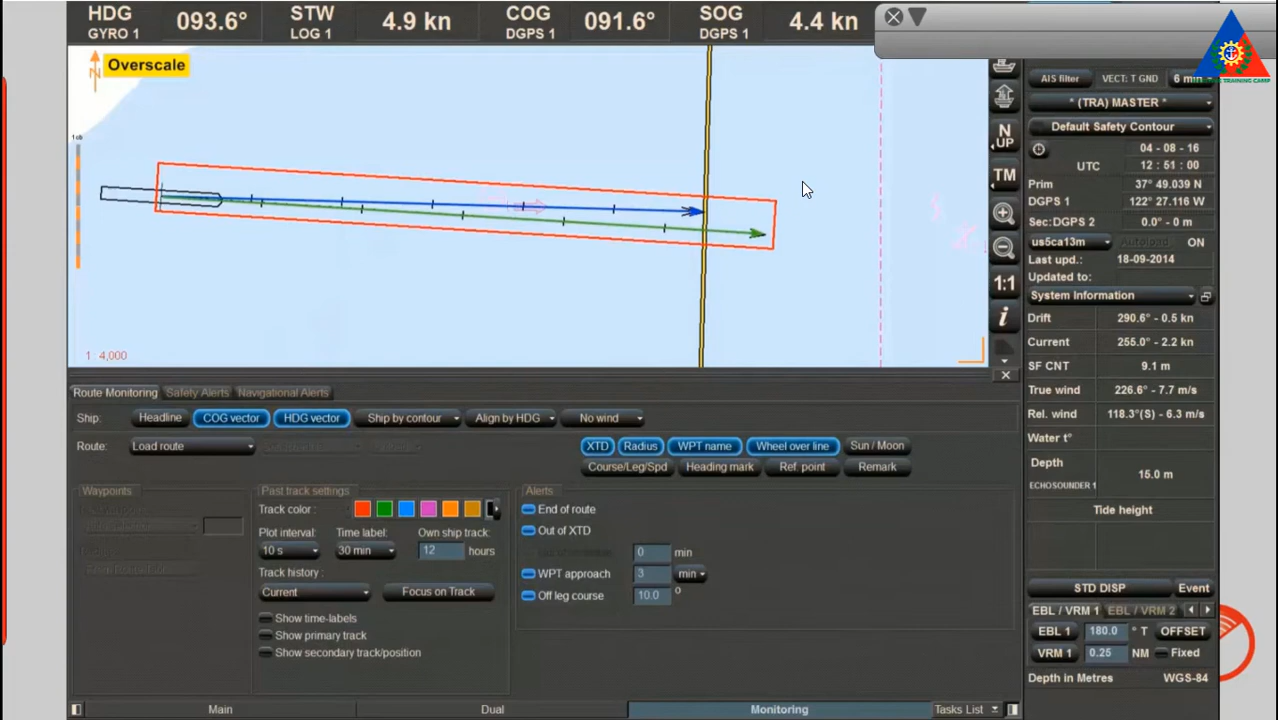 HDG
GYRO 1
093.6°
STW
LOG 1
4.9 kn
COG
DGPS 1
091.6°
SOG
DGPS 1
4.4 kn
N
Overscale
1 : 4,000
N
UP
TM
1:1
i
AIS filter
VECT: T GND
6 min
* (TRA) MASTER *
Default Safety Contour
04 - 08 - 16
UTC
12 : 51 : 00
Prim
37° 49.039 N
DGPS 1
122° 27.116 W
Sec: DGPS 2
0.0° - 0 m
us5ca13m
Autoload
ON
Last upd.:
18-09-2014
Updated to:
System Information
Drift
290.6° - 0.5 kn
Current
255.0° - 2.2 kn
SF CNT
9.1 m
True wind
226.6° - 7.7 m/s
Rel. wind
118.3°(S) - 6.3 m/s
Water t°
Depth
ECHOSOUNDER 1
15.0 m
Tide height
STD DISP
Event
EBL / VRM 1
EBL / VRM 2
EBL 1
180.0
° T
OFFSET
VRM 1
0.25
NM
Fixed
Depth in Metres
WGS-84
Route Monitoring
Safety Alerts
Navigational Alerts
Ship:
Headline
COG vector
HDG vector
Ship by contour
Align by HDG
No wind
Route:
Load route
XTD
Radius
WPT name
Wheel over line
Sun / Moon
Course/Leg/Spd
Heading mark
Ref. point
Remark
Waypoints
Past track settings
Track color :
Plot interval:
Time label:
Own ship track:
10 s
30 min
12
hours
Track history :
Current
Focus on Track
Show time-labels
Show primary track
Show secondary track/position
Alerts
End of route
Out of XTD
0
min
WPT approach
3
min
Off leg course
10.0
°
Main
Dual
Monitoring
Tasks List